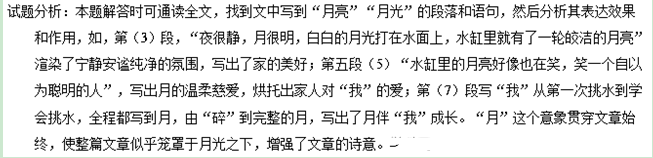 试题分析：本题解答时可通读全文，找到文中写到“月亮”“月光”的段落和语句，然后分析其表达效果
和作用，如，第（3）段，“夜很静，月很明，白白的月光打在水面上，水缸里就有了一轮皎洁的月亮”
渲染了宁静安谧纯净的氛围，写出了家的美好；第五段（5）“水缸里的月亮好像也在笑，笑一个自以
为聪明的人”，写出月的温柔慈爱，烘托出家人对“我”的爱；第（7）段写“我”从第一次挑水到学
会挑水，全程都写到月，由“碎”到完整的月，写出了月伴“我”成长。“月”这个意象贯穿文章始
终，使整篇文章似乎笼罩于月光之下，增强了文章的诗意。